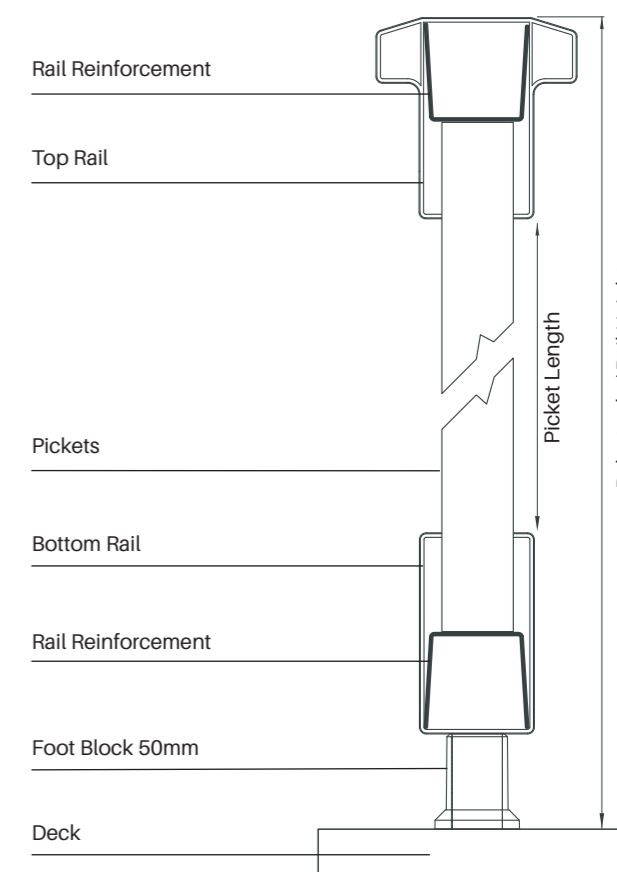 Rail Reinforcement
Top Rail
Picket Length
Pickets
Bottom Rail
Rail Reinforcement
Foot Block 50mm
Deck